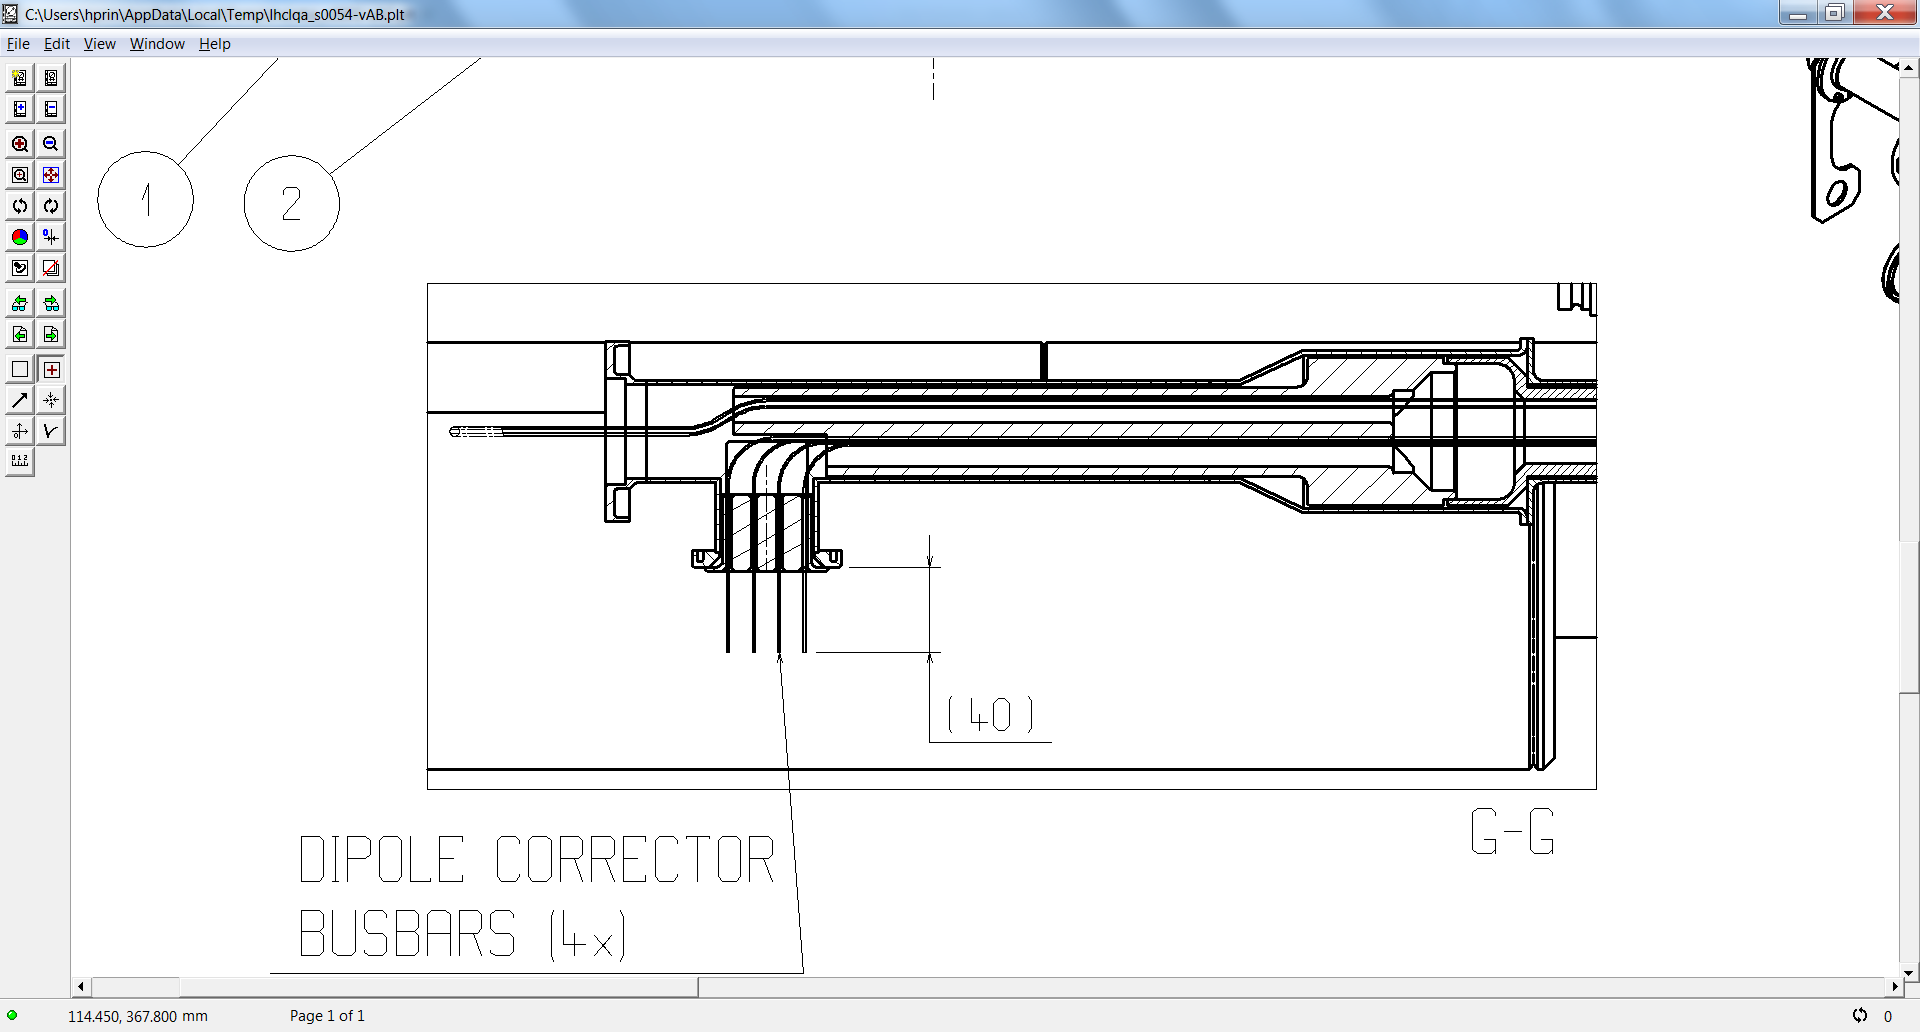 C:\Users\hprin\AppData\Local\Temp\lhclqa_s0054-vAB.plt
File Edit View Window Help
1
2
(40)
DIPOLE CORRECTOR
BUSBARS (4x)
G-G
114.450, 367.800 mm
Page 1 of 1
0